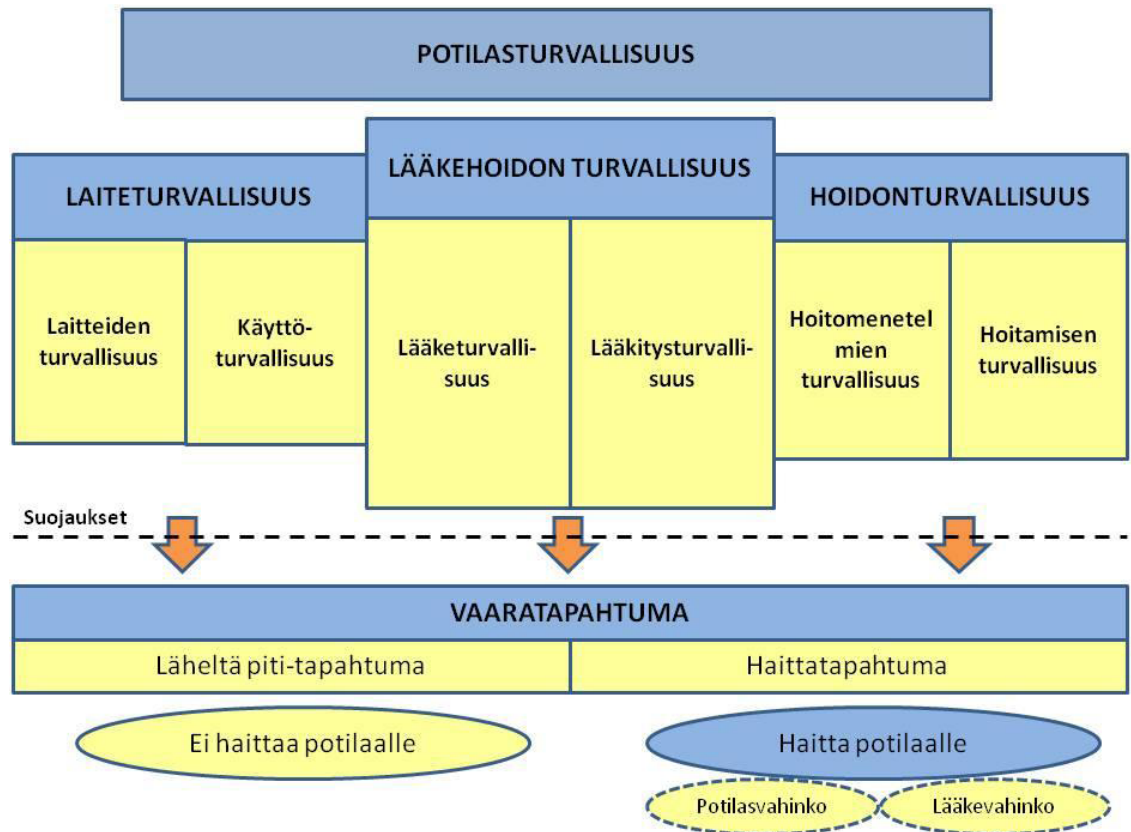 POTILASTURVALLISUUS
LÄÄKEHOIDON TURVALLISUUS
LAITETURVALLISUUS
HOIDONTURVALLISUUS
Laitteiden
turvallisuus
Käyttö-
turvallisuus
Lääketurvalli-
suus
Lääkitysturvalli-
suus
Hoitomenetel
mien
turvallisuus
Hoitamisen
turvallisuus
Suojaukset
VAARATAPAHTUMA
Läheltä piti-tapahtuma
Haittatapahtuma
Ei haittaa potilaalle
Haitta potilaalle
Potilasvahinko
Lääkevahinko